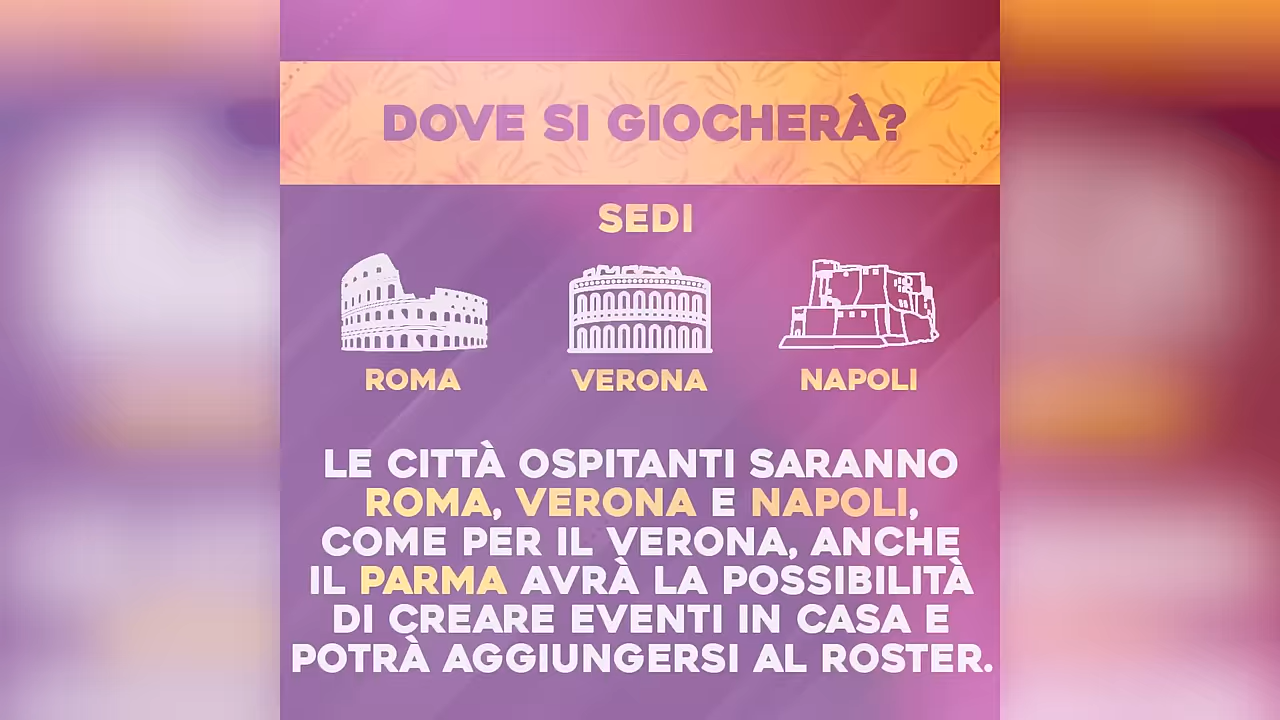 DOVE SI GIOCHERÀ?
SEDI
ROMA
VERONA
NAPOLI
LE CITTÀ OSPITANTI SARANNO
ROMA, VERONA E NAPOLI,
COME PER IL VERONA, ANCHE
IL PARMA AVRÀ LA POSSIBILITÀ
DI CREARE EVENTI IN CASA E
POTRÀ AGGIUNGERSI AL ROSTER.